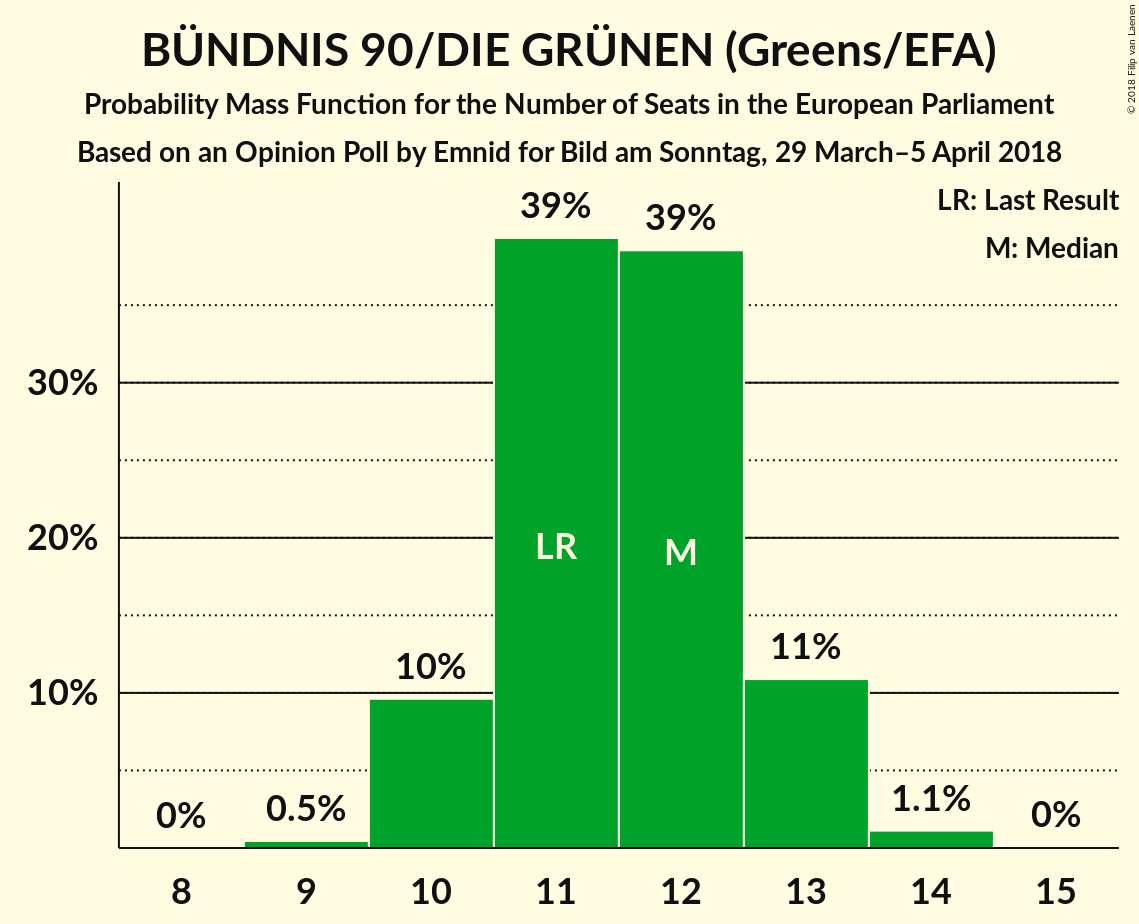 BÜNDNIS 90/DIE GRÜNEN (Greens/EFA)
Probability Mass Function for the Number of Seats in the European Parliament
Based on an Opinion Poll by Emnid for Bild am Sonntag, 29 March–5 April 2018
© 2018 Filip van Laenen
LR: Last Result
M: Median
39%
39%
30%
20%
LR
M
10%
11%
10%
0%
0.5%
1.1%
0%
8 9 10 11 12 13 14 15